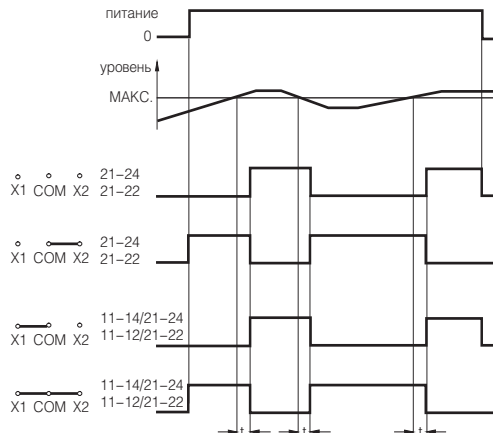 питание
0
уровень
МАКС.
21–24
X1 COM X2 21–22
21–24
X1 COM X2 21–22
11–14/21–24
X1 COM X2 11–12/21–22
11–14/21–24
X1 COM X2 11–12/21–22
t t t